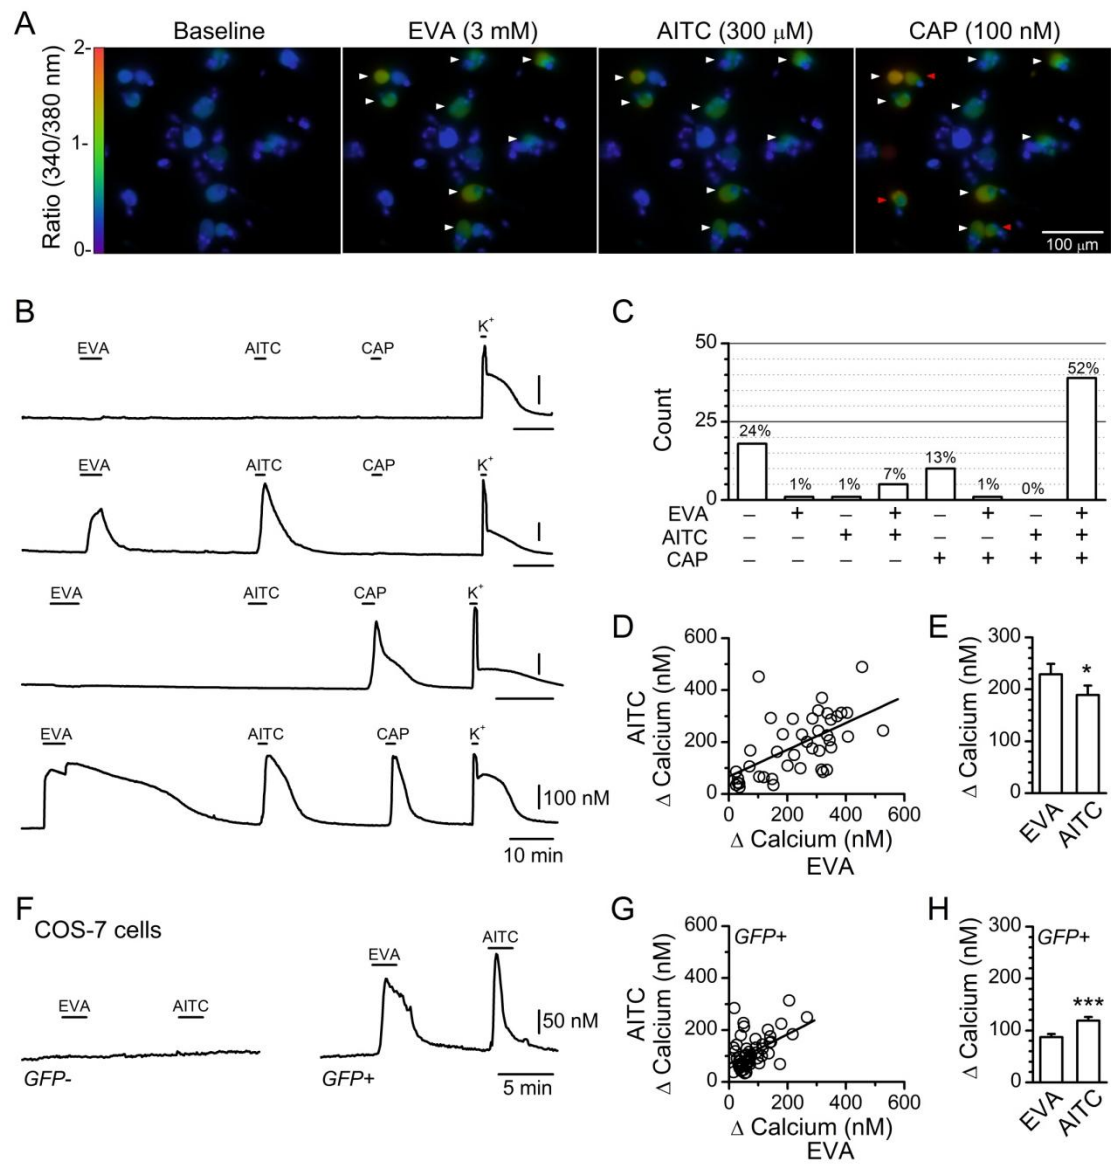 A
Baseline
EVA (3 mM)
AITC (300 μM)
CAP (100 nM)
Ratio (340/380 nm)
2-
1-
0-
100 μm
B
EVA
AITC
CAP
K+
EVA
AITC
CAP
K+
EVA
AITC
CAP
K+
EVA
AITC
CAP
K+
100 nM
10 min
C
Count
50
25
0
24%
1%
1%
7%
13%
1%
0%
52%
EVA – + – + – + – +
AITC – – + + – – + +
CAP – – – – + + + +
D
AITC
Δ Calcium (nM)
600
400
200
0
0 200 400 600
Δ Calcium (nM)
EVA
E
Δ Calcium (nM)
300
200
100
0
*
EVA
AITC
F
COS-7 cells
EVA
AITC
GFP-
EVA
AITC
GFP+
50 nM
5 min
G
GFP+
AITC
Δ Calcium (nM)
600
400
200
0
0 200 400 600
Δ Calcium (nM)
EVA
H
GFP+
Δ Calcium (nM)
300
200
100
0
***
EVA
AITC